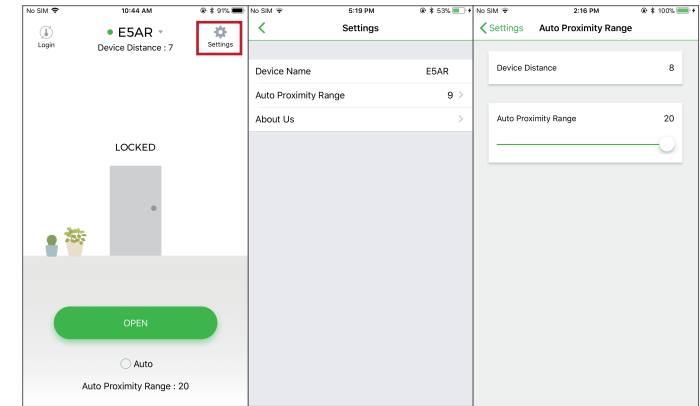 No SIM 10:44 AM 91%
Login
E5AR
Device Distance : 7
Settings
LOCKED
OPEN
Auto
Auto Proximity Range : 20
No SIM 5:19 PM 53%
Settings
Device Name E5AR
Auto Proximity Range 9
About Us
No SIM 2:16 PM 100%
Settings Auto Proximity Range
Device Distance 8
Auto Proximity Range 20